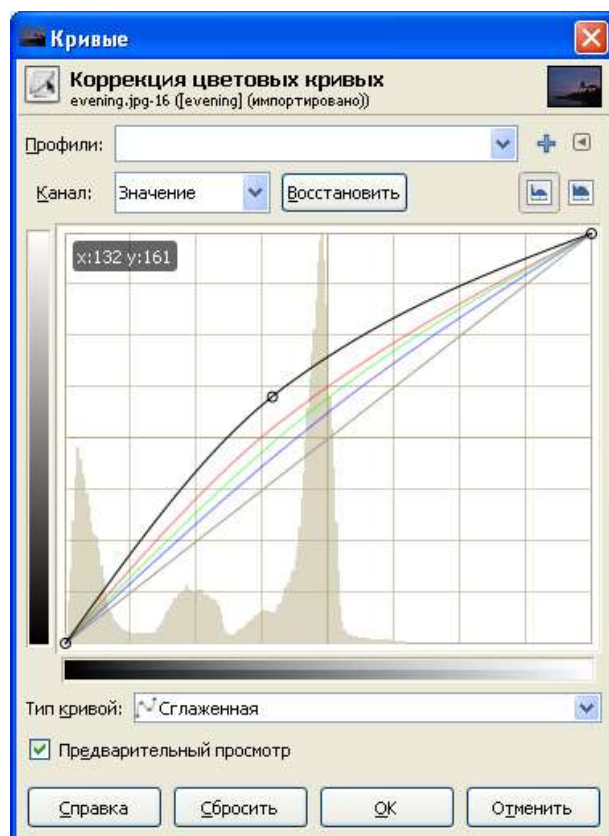 Кривые
Коррекция цветовых кривых
evening.jpg-16 ([evening] (импортировано))
Профили:
Канал: Значение Восстановить
x:132 y:161
Тип кривой: Сглаженная
Предварительный просмотр
Справка Сбросить OK Отменить